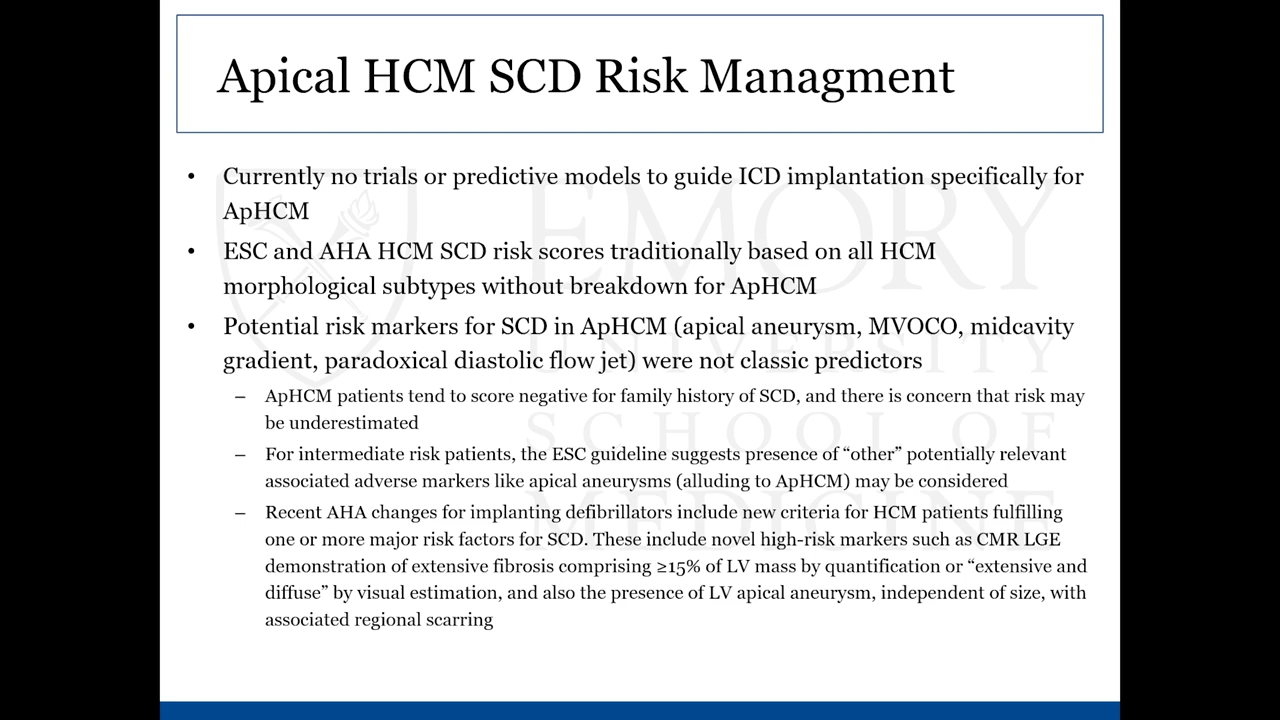 Apical HCM SCD Risk Managment
• Currently no trials or predictive models to guide ICD implantation specifically for
ApHCM
• ESC and AHA HCM SCD risk scores traditionally based on all HCM
morphological subtypes without breakdown for ApHCM
• Potential risk markers for SCD in ApHCM (apical aneurysm, MVOCO, midcavity
gradient, paradoxical diastolic flow jet) were not classic predictors
– ApHCM patients tend to score negative for family history of SCD, and there is concern that risk may
be underestimated
– For intermediate risk patients, the ESC guideline suggests presence of “other” potentially relevant
associated adverse markers like apical aneurysms (alluding to ApHCM) may be considered
– Recent AHA changes for implanting defibrillators include new criteria for HCM patients fulfilling
one or more major risk factors for SCD. These include novel high-risk markers such as CMR LGE
demonstration of extensive fibrosis comprising ≥15% of LV mass by quantification or “extensive and
diffuse” by visual estimation, and also the presence of LV apical aneurysm, independent of size, with
associated regional scarring
EMORY
UNIVERSITY
SCHOOL OF
MEDICINE